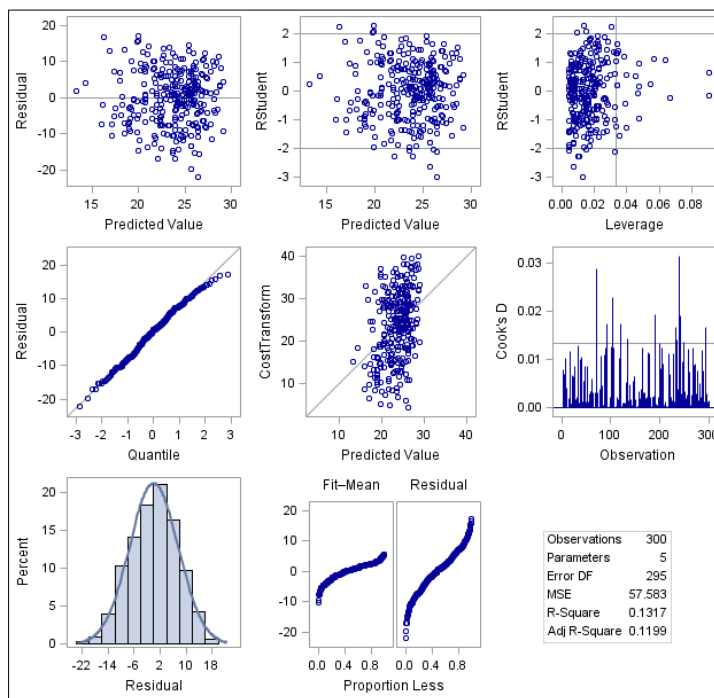 Residual
20
10
0
-10
-20
15 20 25 30
Predicted Value
RStudent
2
1
0
-1
-2
-3
15 20 25 30
Predicted Value
RStudent
2
1
0
-1
-2
-3
0.00 0.02 0.04 0.06 0.08
Leverage
Residual
20
10
0
-10
-20
-3 -2 -1 0 1 2 3
Quantile
CostTransform
40
30
20
10
10 20 30 40
Predicted Value
Cook's D
0.03
0.02
0.01
0.00
0 100 200 300
Observation
Percent
20
15
10
5
0
-22 -14 -6 2 10 18
Residual
Fit–Mean Residual
20
10
0
-10
-20
0.0 0.4 0.8 0.0 0.4 0.8
Proportion Less
Observations 300
Parameters 5
Error DF 295
MSE 57.583
R-Square 0.1317
Adj R-Square 0.1199